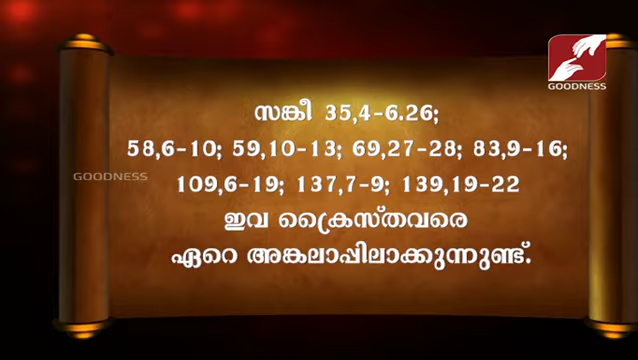 GOODNESS
സങ്കീ 35,4-6.26;
58,6-10; 59,10-13; 69,27-28; 83,9-16;
GOODNESS
109,6-19; 137,7-9; 139,19-22
ഇവ ക്രൈസ്തവരെ
ഏറെ അങ്കലാപ്പിലാക്കുന്നുണ്ട്.